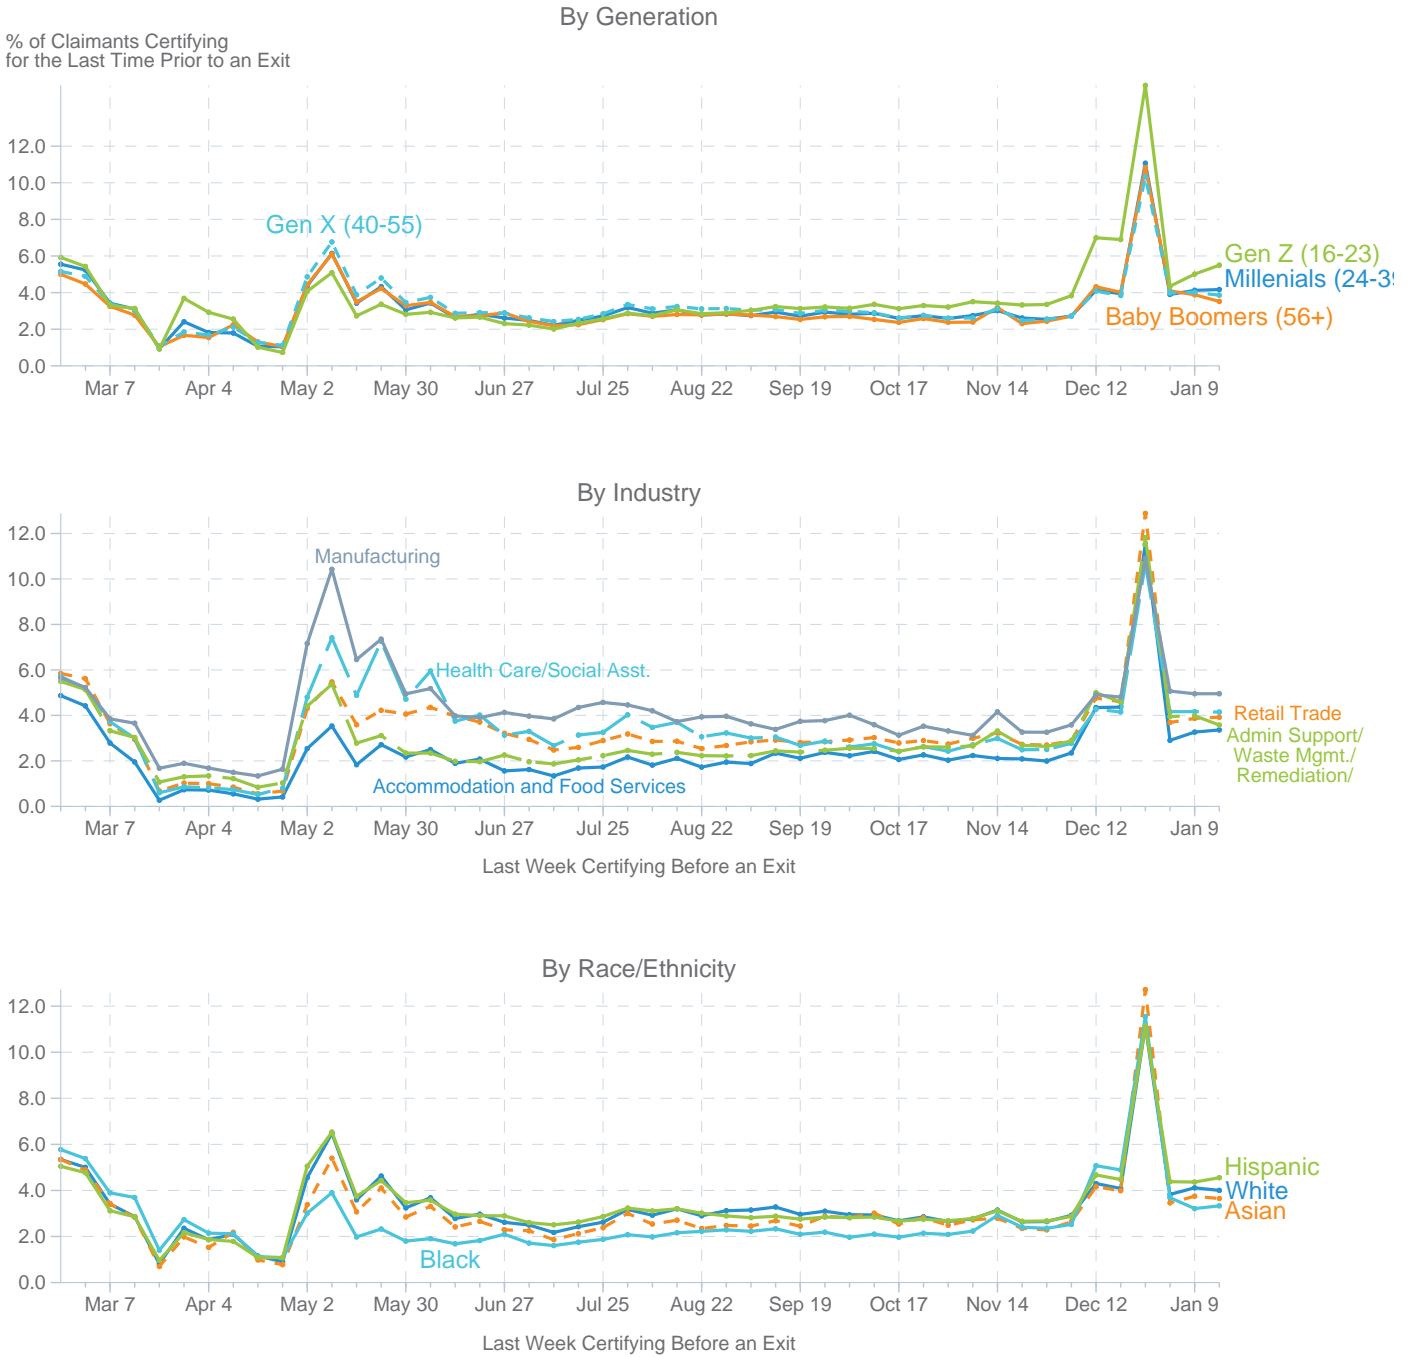 By Generation
% of Claimants Certifying
for the Last Time Prior to an Exit
12.0
10.0
8.0
6.0
4.0
2.0
0.0
Gen X (40-55)
Gen Z (16-23)
Millenials (24-39
Baby Boomers (56+)
Mar 7 Apr 4 May 2 May 30 Jun 27 Jul 25 Aug 22 Sep 19 Oct 17 Nov 14 Dec 12 Jan 9
By Industry
12.0
10.0
8.0
6.0
4.0
2.0
0.0
Manufacturing
Health Care/Social Asst.
Retail Trade
Admin Support/
Waste Mgmt./
Remediation/
Accommodation and Food Services
Mar 7 Apr 4 May 2 May 30 Jun 27 Jul 25 Aug 22 Sep 19 Oct 17 Nov 14 Dec 12 Jan 9
Last Week Certifying Before an Exit
By Race/Ethnicity
12.0
10.0
8.0
6.0
4.0
2.0
0.0
Hispanic
White
Asian
Black
Mar 7 Apr 4 May 2 May 30 Jun 27 Jul 25 Aug 22 Sep 19 Oct 17 Nov 14 Dec 12 Jan 9
Last Week Certifying Before an Exit